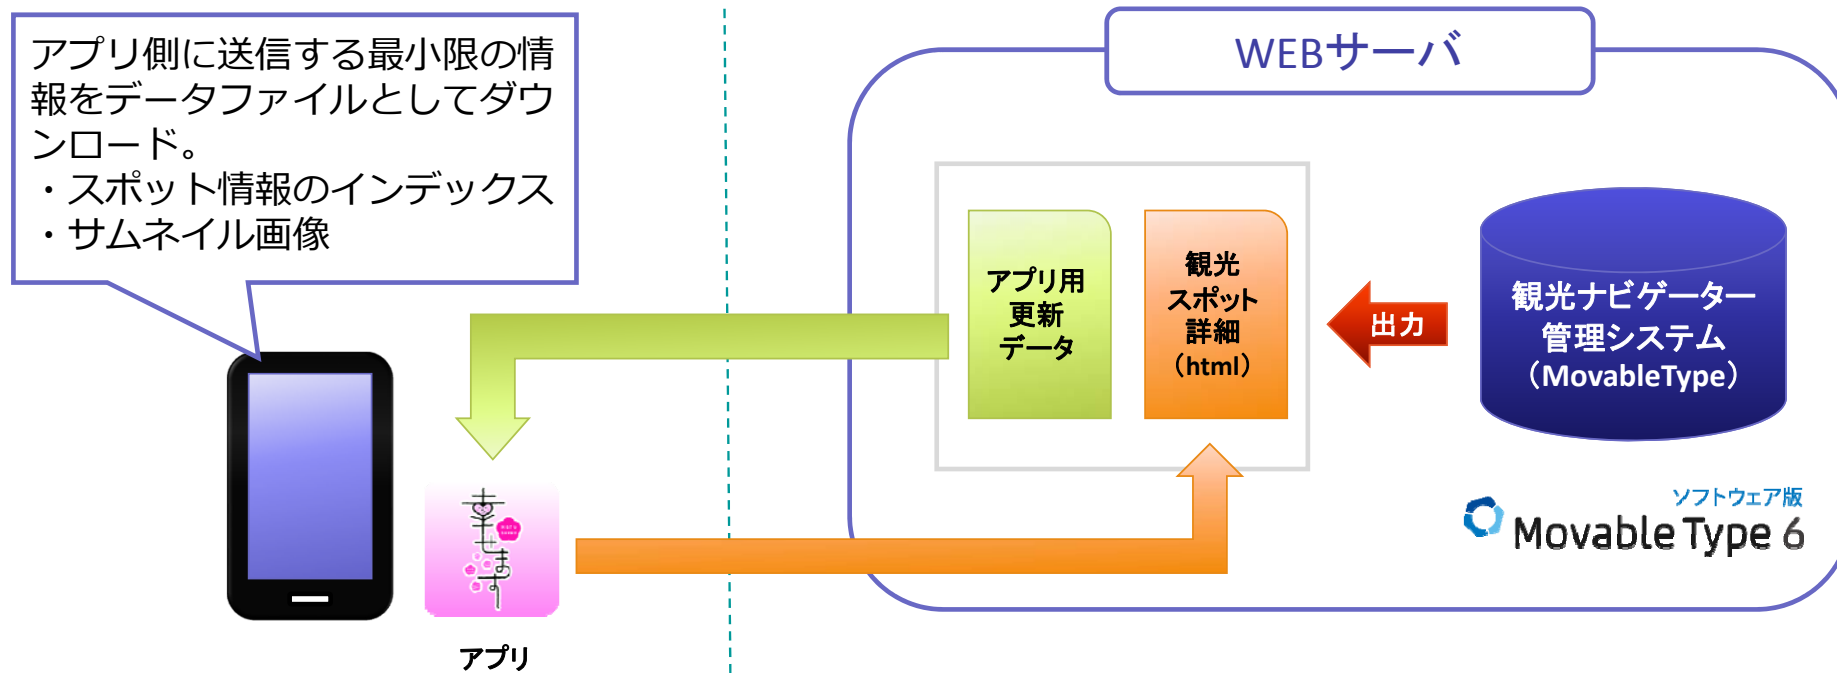 アプリ側に送信する最小限の情
報をデータファイルとしてダウ
ンロード。
・スポット情報のインデックス
・サムネイル画像
WEBサーバ
アプリ用
更新
データ
観光
スポット
詳細
（html）
出力
観光ナビゲーター
管理システム
（MovableType）
ソフトウェア版
Movable Type 6
幸せます
アプリ